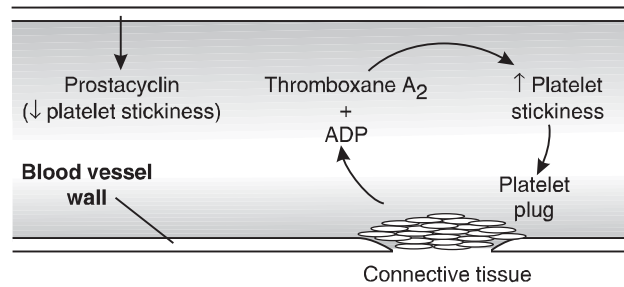 Prostacyclin
(↓ platelet stickiness)
Thromboxane A₂
+
ADP
↑ Platelet
stickiness
Platelet
plug
Blood vessel
wall
Connective tissue